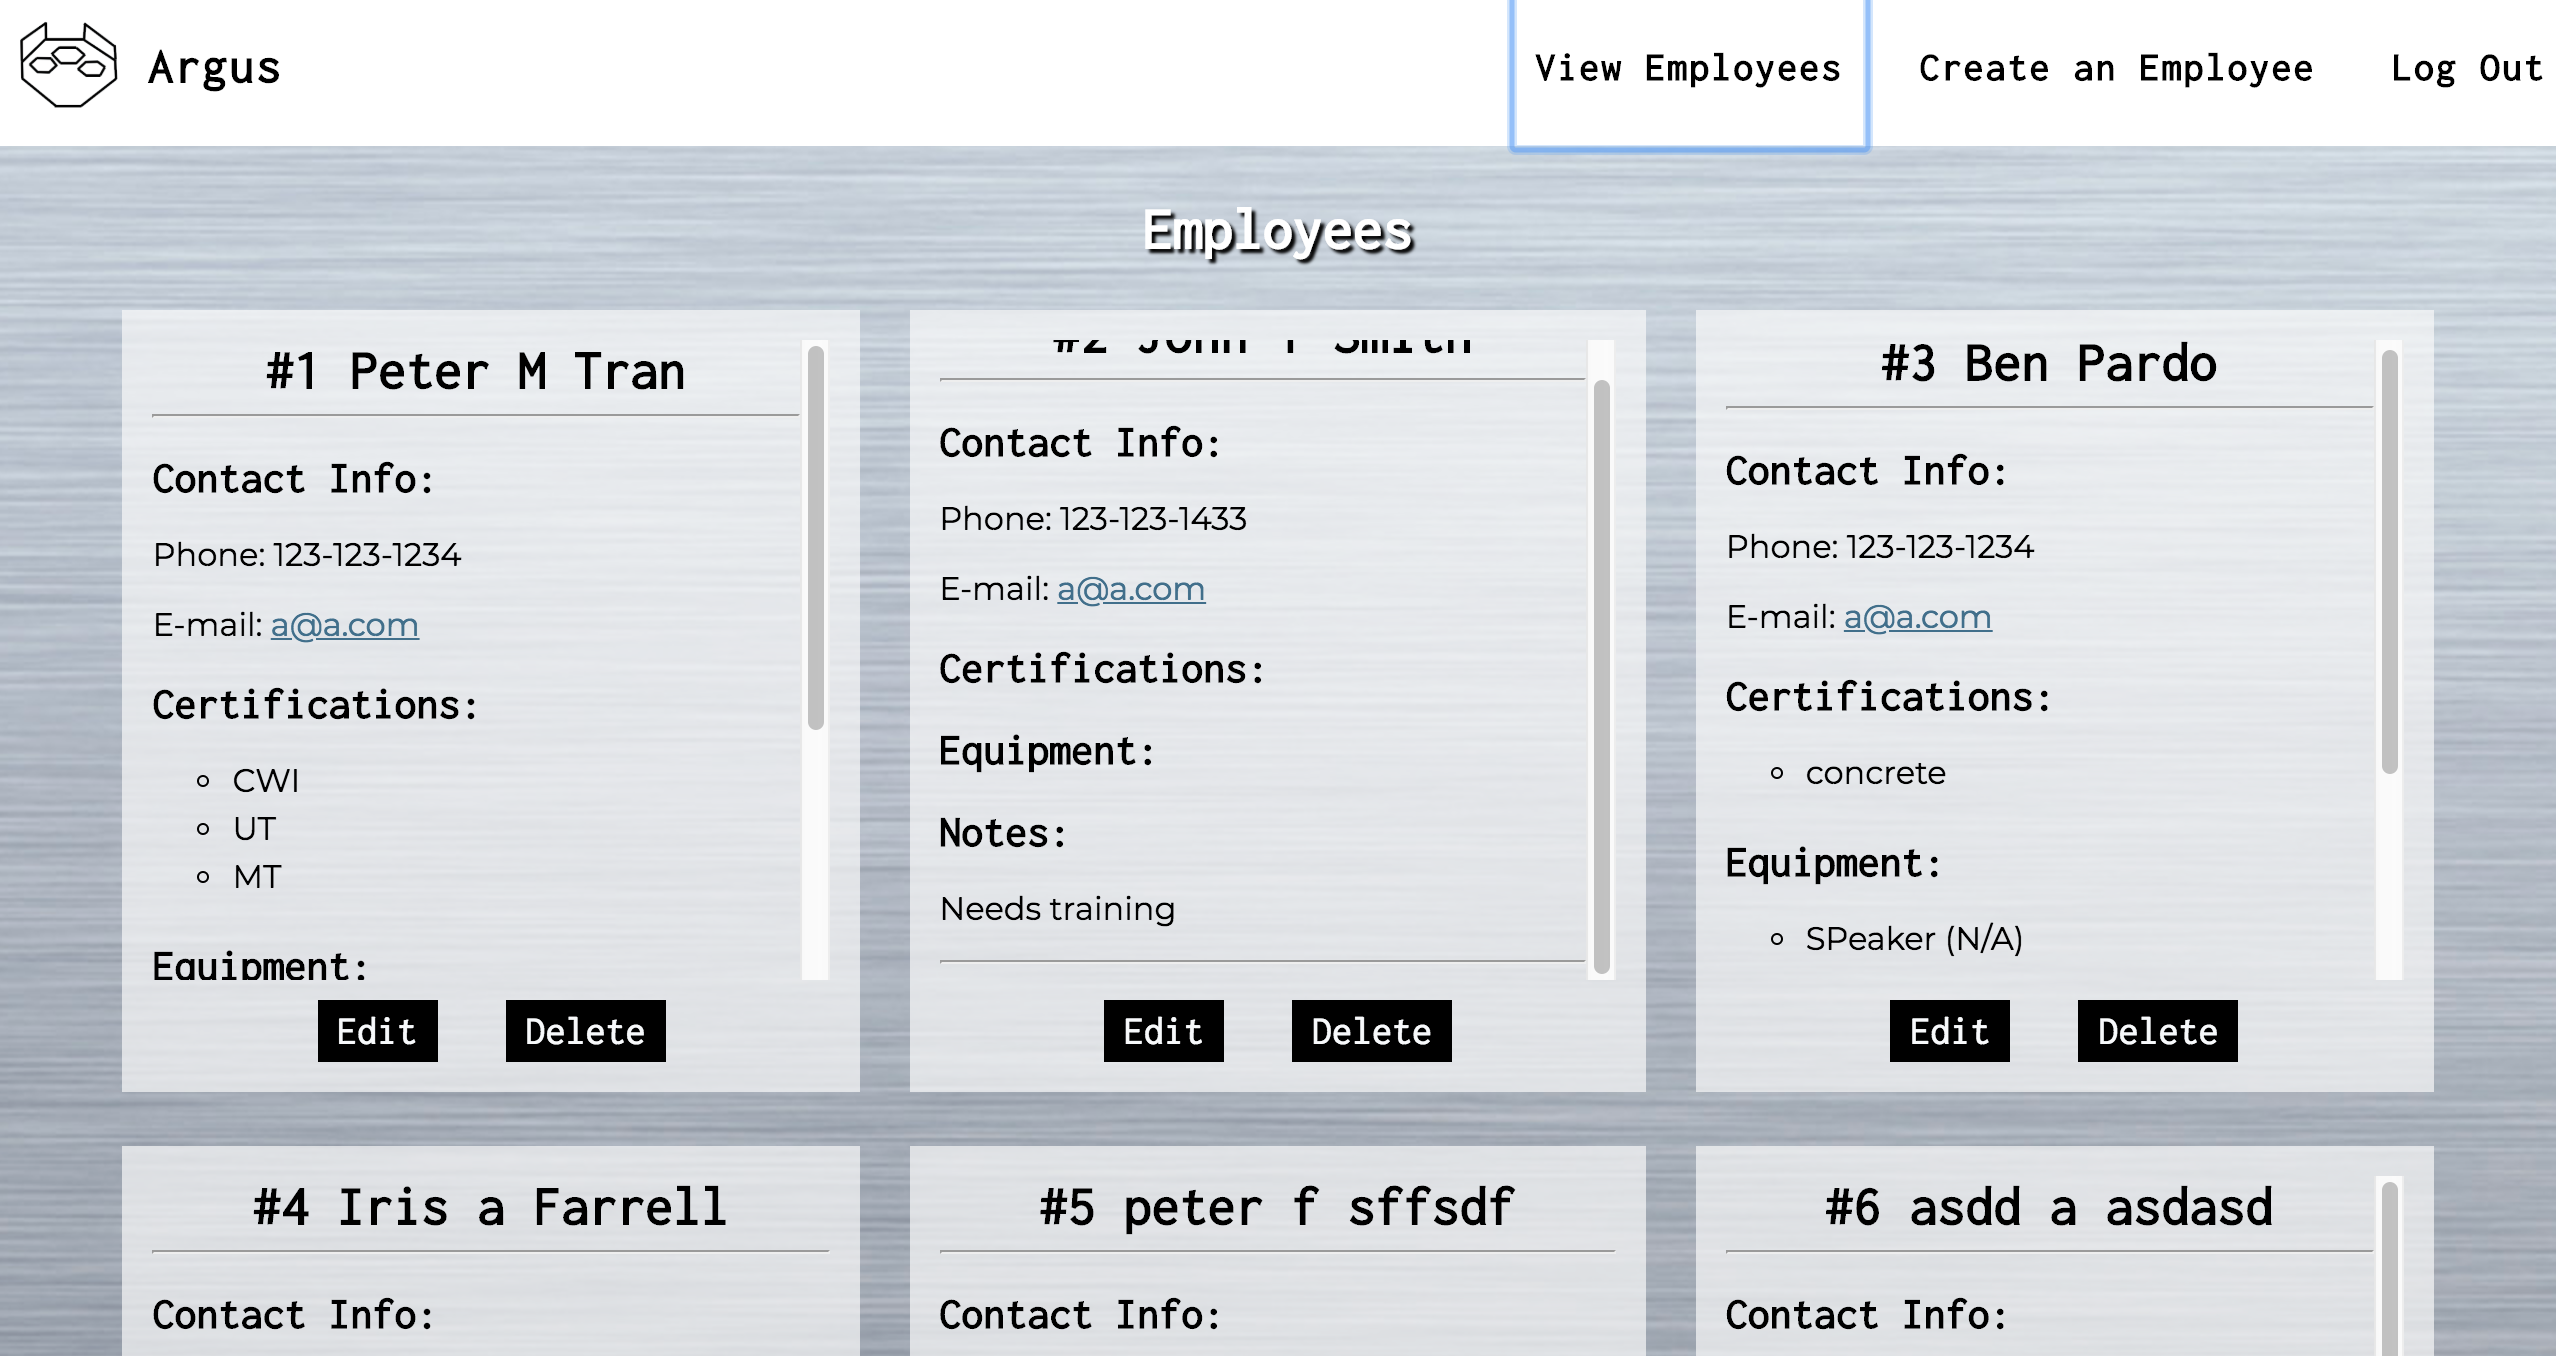 Argus
View Employees
Create an Employee
Log Out
Employees
#1 Peter M Tran
Contact Info:
Phone: 123-123-1234
E-mail: a@a.com
Certifications:
CWI
UT
MT
Equipment:
Edit
Delete
#2 John T Smith
Contact Info:
Phone: 123-123-1433
E-mail: a@a.com
Certifications:
Equipment:
Notes:
Needs training
Edit
Delete
#3 Ben Pardo
Contact Info:
Phone: 123-123-1234
E-mail: a@a.com
Certifications:
concrete
Equipment:
SPeaker (N/A)
Edit
Delete
#4 Iris a Farrell
Contact Info:
#5 peter f sffsdf
Contact Info:
#6 asdd a asdasd
Contact Info: